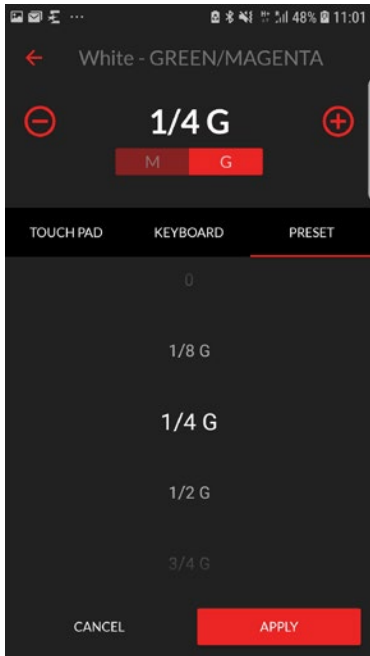 48% 11:01
White - GREEN/MAGENTA
1/4 G
M G
TOUCH PAD KEYBOARD PRESET
0
1/8 G
1/4 G
1/2 G
3/4 G
CANCEL APPLY